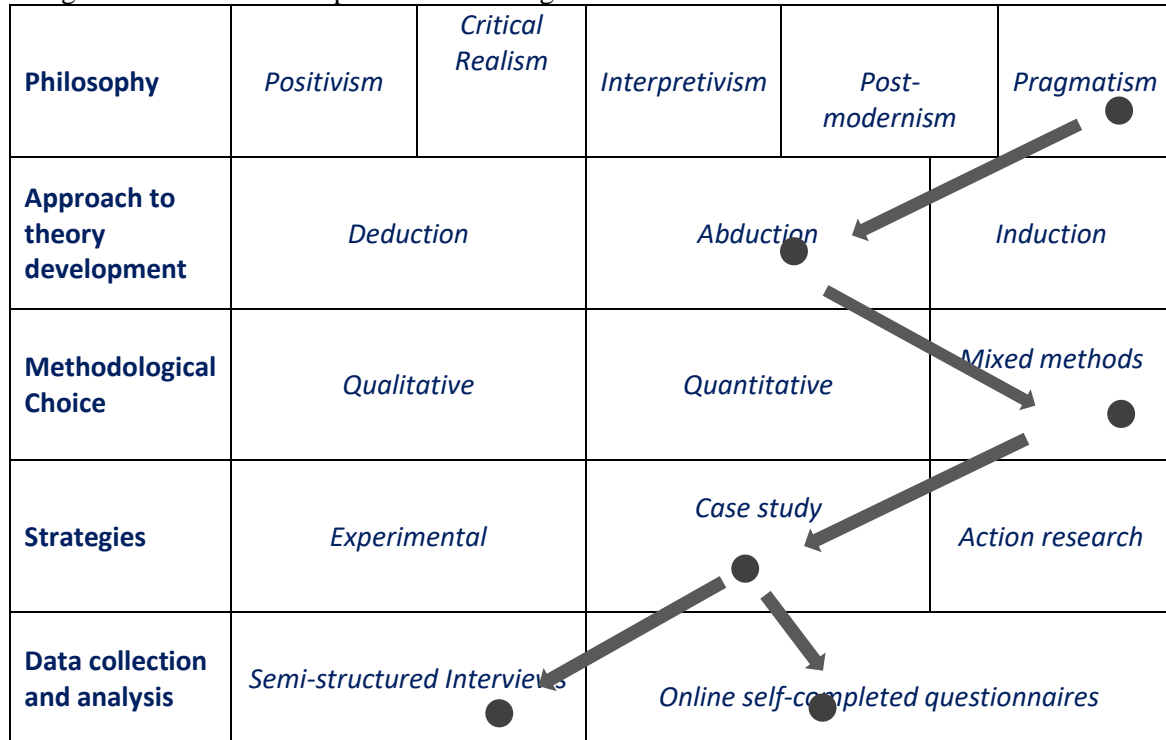 Philosophy
Positivism
Critical
Realism
Interpretivism
Post-
modernism
Pragmatism
Approach to
theory
development
Deduction
Abduction
Induction
Methodological
Choice
Qualitative
Quantitative
Mixed methods
Strategies
Experimental
Case study
Action research
Data collection
and analysis
Semi-structured Interviews
Online self-completed questionnaires